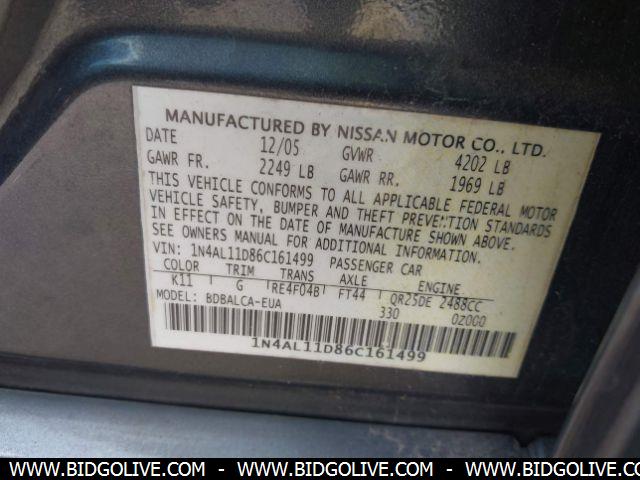 MANUFACTURED BY NISSAN MOTOR CO., LTD.
DATE 12/05 GVWR 4202 LB
GAWR FR. 2249 LB GAWR RR. 1969 LB
THIS VEHICLE CONFORMS TO ALL APPLICABLE FEDERAL MOTOR
VEHICLE SAFETY, BUMPER AND THEFT PREVENTION STANDARDS
IN EFFECT ON THE DATE OF MANUFACTURE SHOWN ABOVE.
SEE OWNERS MANUAL FOR ADDITIONAL INFORMATION.
VIN: 1N4AL11D86C161499 PASSENGER CAR
COLOR TRIM TRANS AXLE ENGINE
K11 G RE4F04B FT44 QR25DE 2488CC
MODEL: BDBALCA-EUA 330 0Z000
1N4AL11D86C161499
WWW.BIDGOLIVE.COM - WWW.BIDGOLIVE.COM - WWW.BIDGOLIVE.COM - WWW.BIDGOLIVE.COM